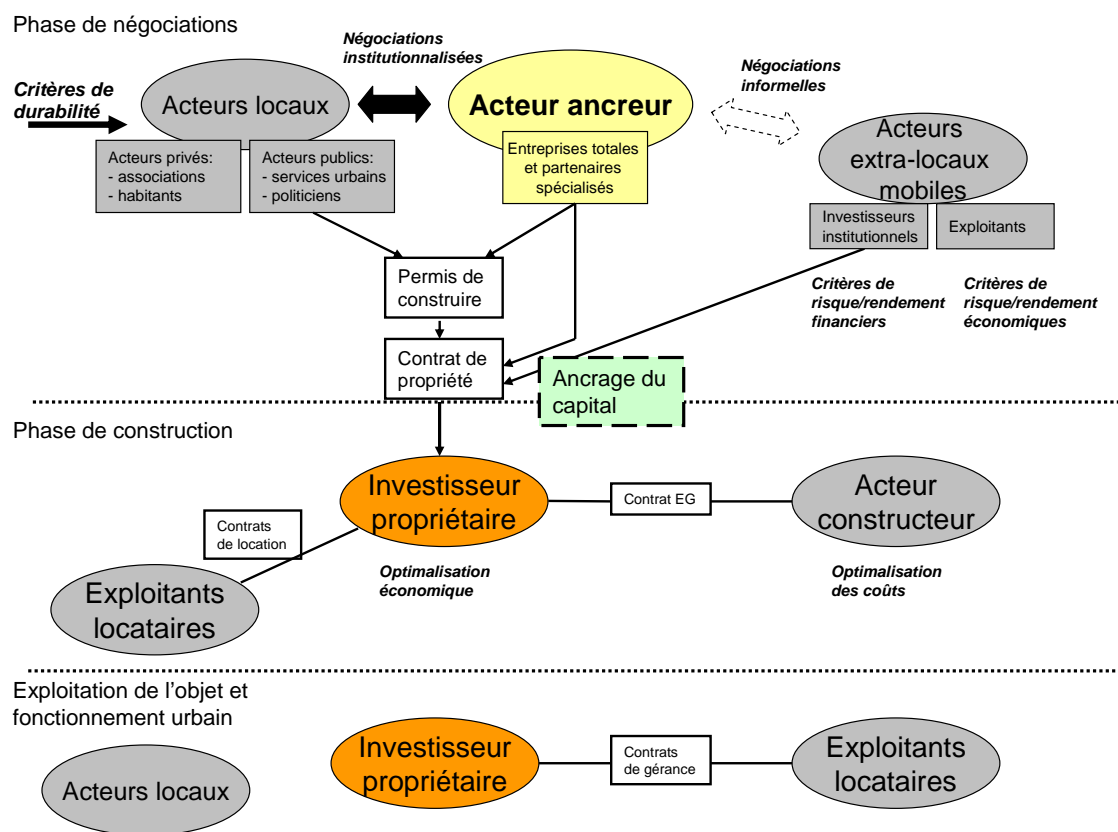 Phase de négociations
Négociations
institutionnalisées
Négociations
informelles
Critères de
durabilité
Acteurs locaux
Acteur ancreur
Acteurs
extra-locaux
mobiles
Acteurs privés:
- associations
- habitants
Acteurs publics:
- services urbains
- politiciens
Entreprises totales
et partenaires
spécialisés
Investisseurs
institutionnels
Exploitants
Permis de
construire
Critères de
risque/rendement
financiers
Critères de
risque/rendement
économiques
Contrat de
propriété
Ancrage du
capital
Phase de construction
Investisseur
propriétaire
Contrat EG
Acteur
constructeur
Contrats
de location
Optimalisation
économique
Optimalisation
des coûts
Exploitants
locataires
Exploitation de l’objet et
fonctionnement urbain
Acteurs locaux
Investisseur
propriétaire
Contrats
de gérance
Exploitants
locataires